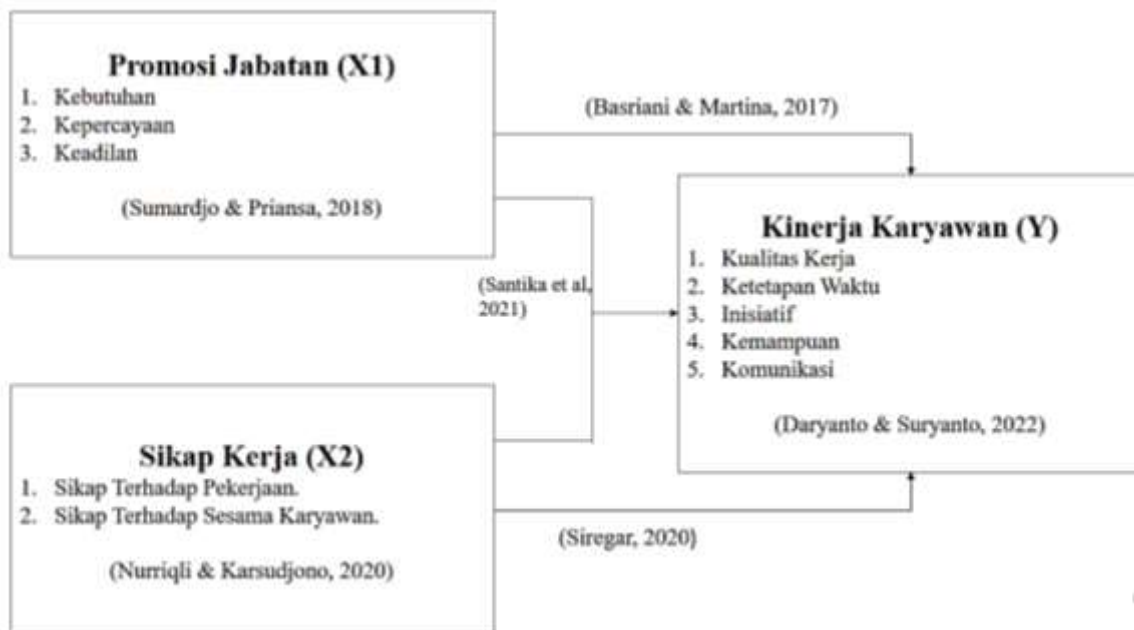 Promosi Jabatan (X1)
1. Kebutuhan
2. Kepercayaan
3. Keadilan
(Sumardjo & Priansa, 2018)
(Basriani & Martina, 2017)
(Santika et al,
2021)
Kinerja Karyawan (Y)
1. Kualitas Kerja
2. Ketetapan Waktu
3. Inisiatif
4. Kemampuan
5. Komunikasi
(Daryanto & Suryanto, 2022)
Sikap Kerja (X2)
1. Sikap Terhadap Pekerjaan.
2. Sikap Terhadap Sesama Karyawan.
(Nurriqli & Karsudjono, 2020)
(Siregar, 2020}